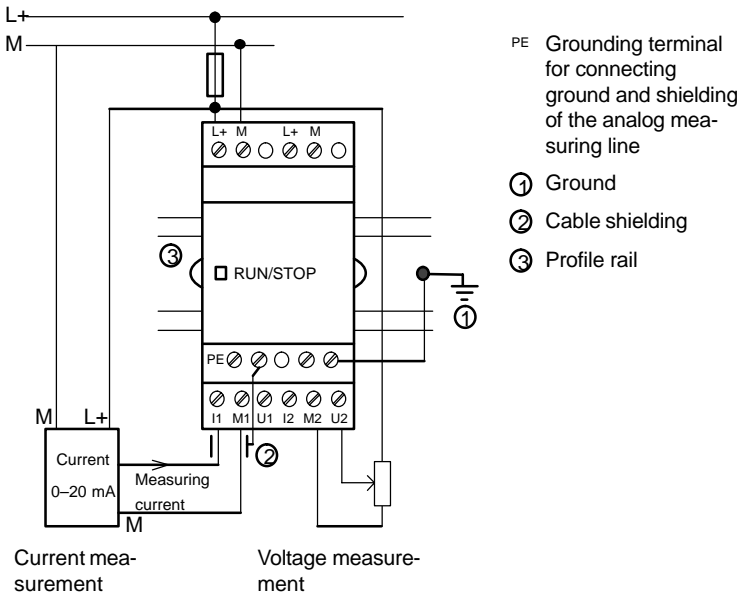 L+
M
PE Grounding terminal
for connecting
ground and shielding
of the analog mea-
suring line
1 Ground
2 Cable shielding
3 Profile rail
L+ M L+ M
3
RUN/STOP
1
PE
I1 M1 U1 I2 M2 U2
M L+
2
Current
0–20 mA
Measuring
current
M
Current mea-
surement
Voltage measure-
ment